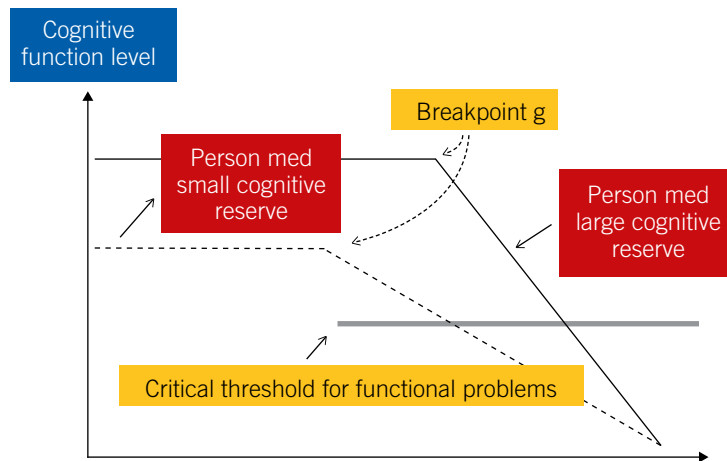 Cognitive
function level
Breakpoint g
Person med
small cognitive
reserve
Person med
large cognitive
reserve
Critical threshold for functional problems